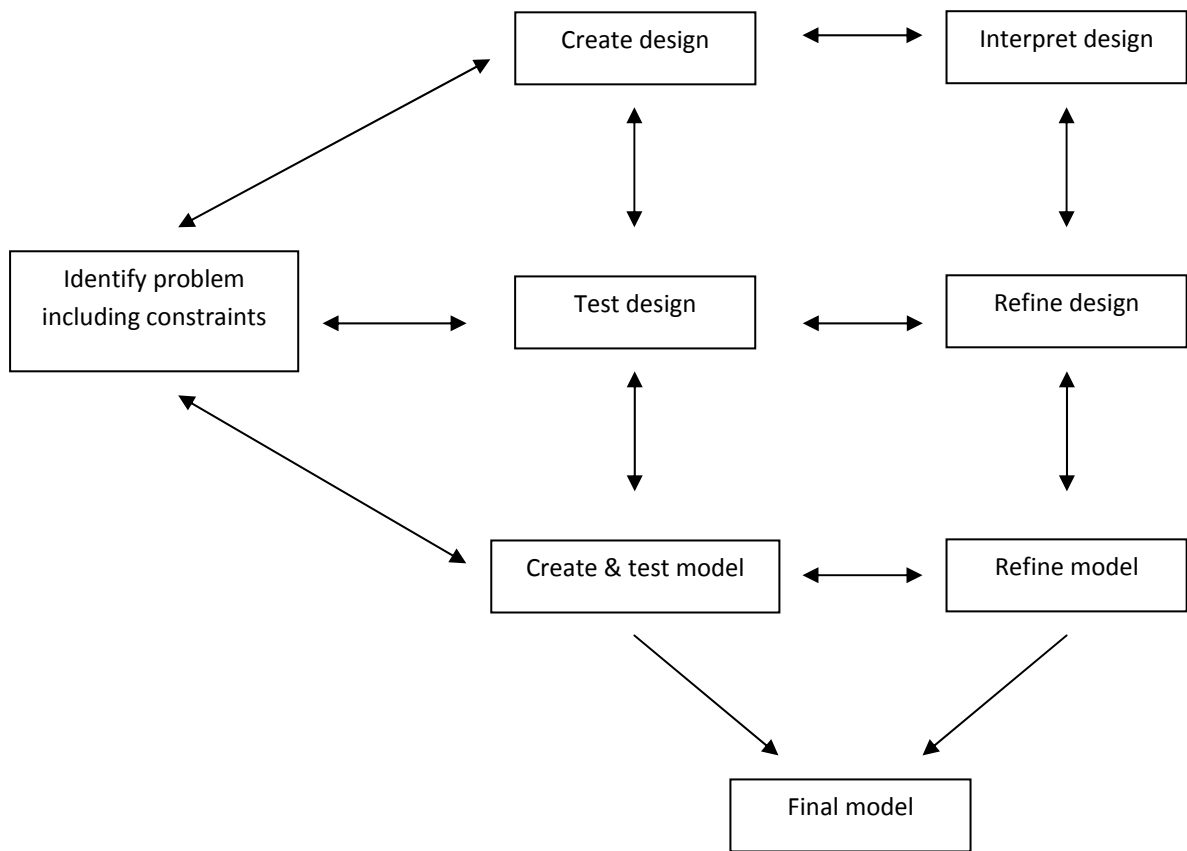 Create design
Interpret design
Identify problem
including constraints
Test design
Refine design
Create & test model
Refine model
Final model